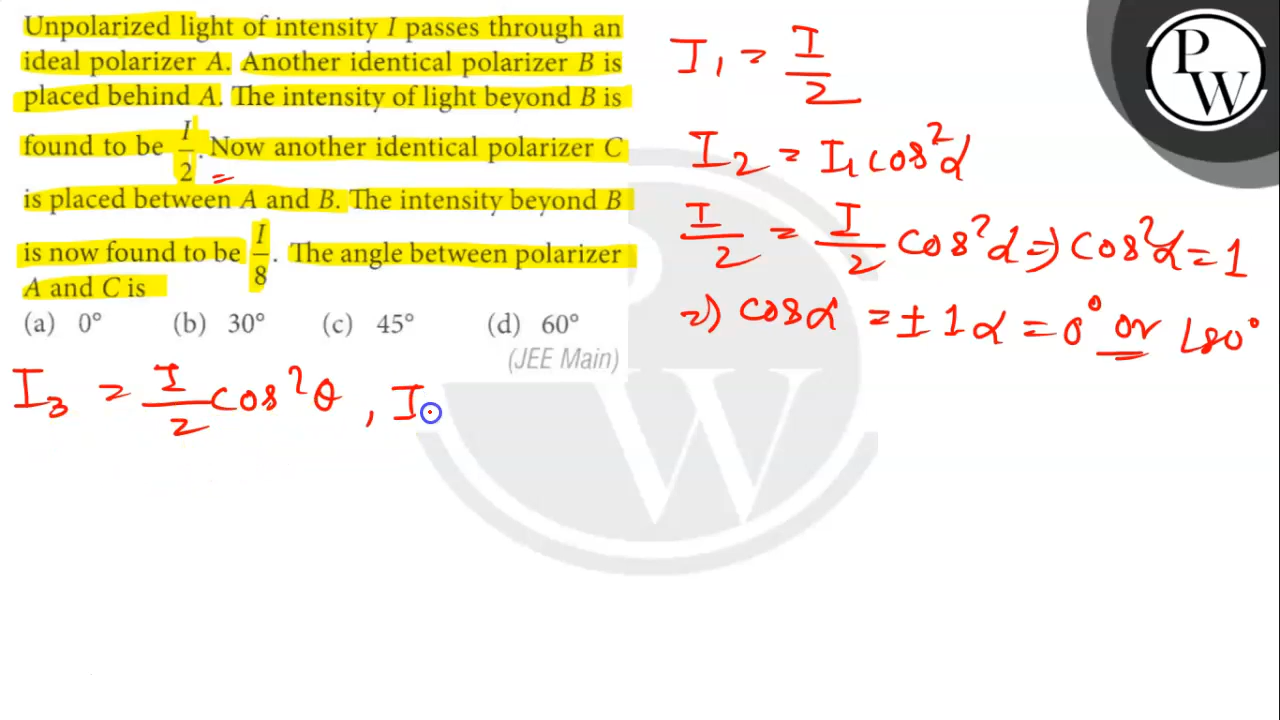 Unpolarized light of intensity I passes through an
ideal polarizer A. Another identical polarizer B is
placed behind A. The intensity of light beyond B is
found to be I/2. Now another identical polarizer C
is placed between A and B. The intensity beyond B
is now found to be I/8. The angle between polarizer
A and C is
(a) 0° (b) 30° (c) 45° (d) 60°
(JEE Main)
I₁ = I/2
I₂ = I₁ cos²α
I/2 = I/2 cos²α ⇒ cos²α = 1
⇒ cosα = ± 1 α = 0° or 180°
I₃ = I/2 cos²θ , I
P
W
P
W